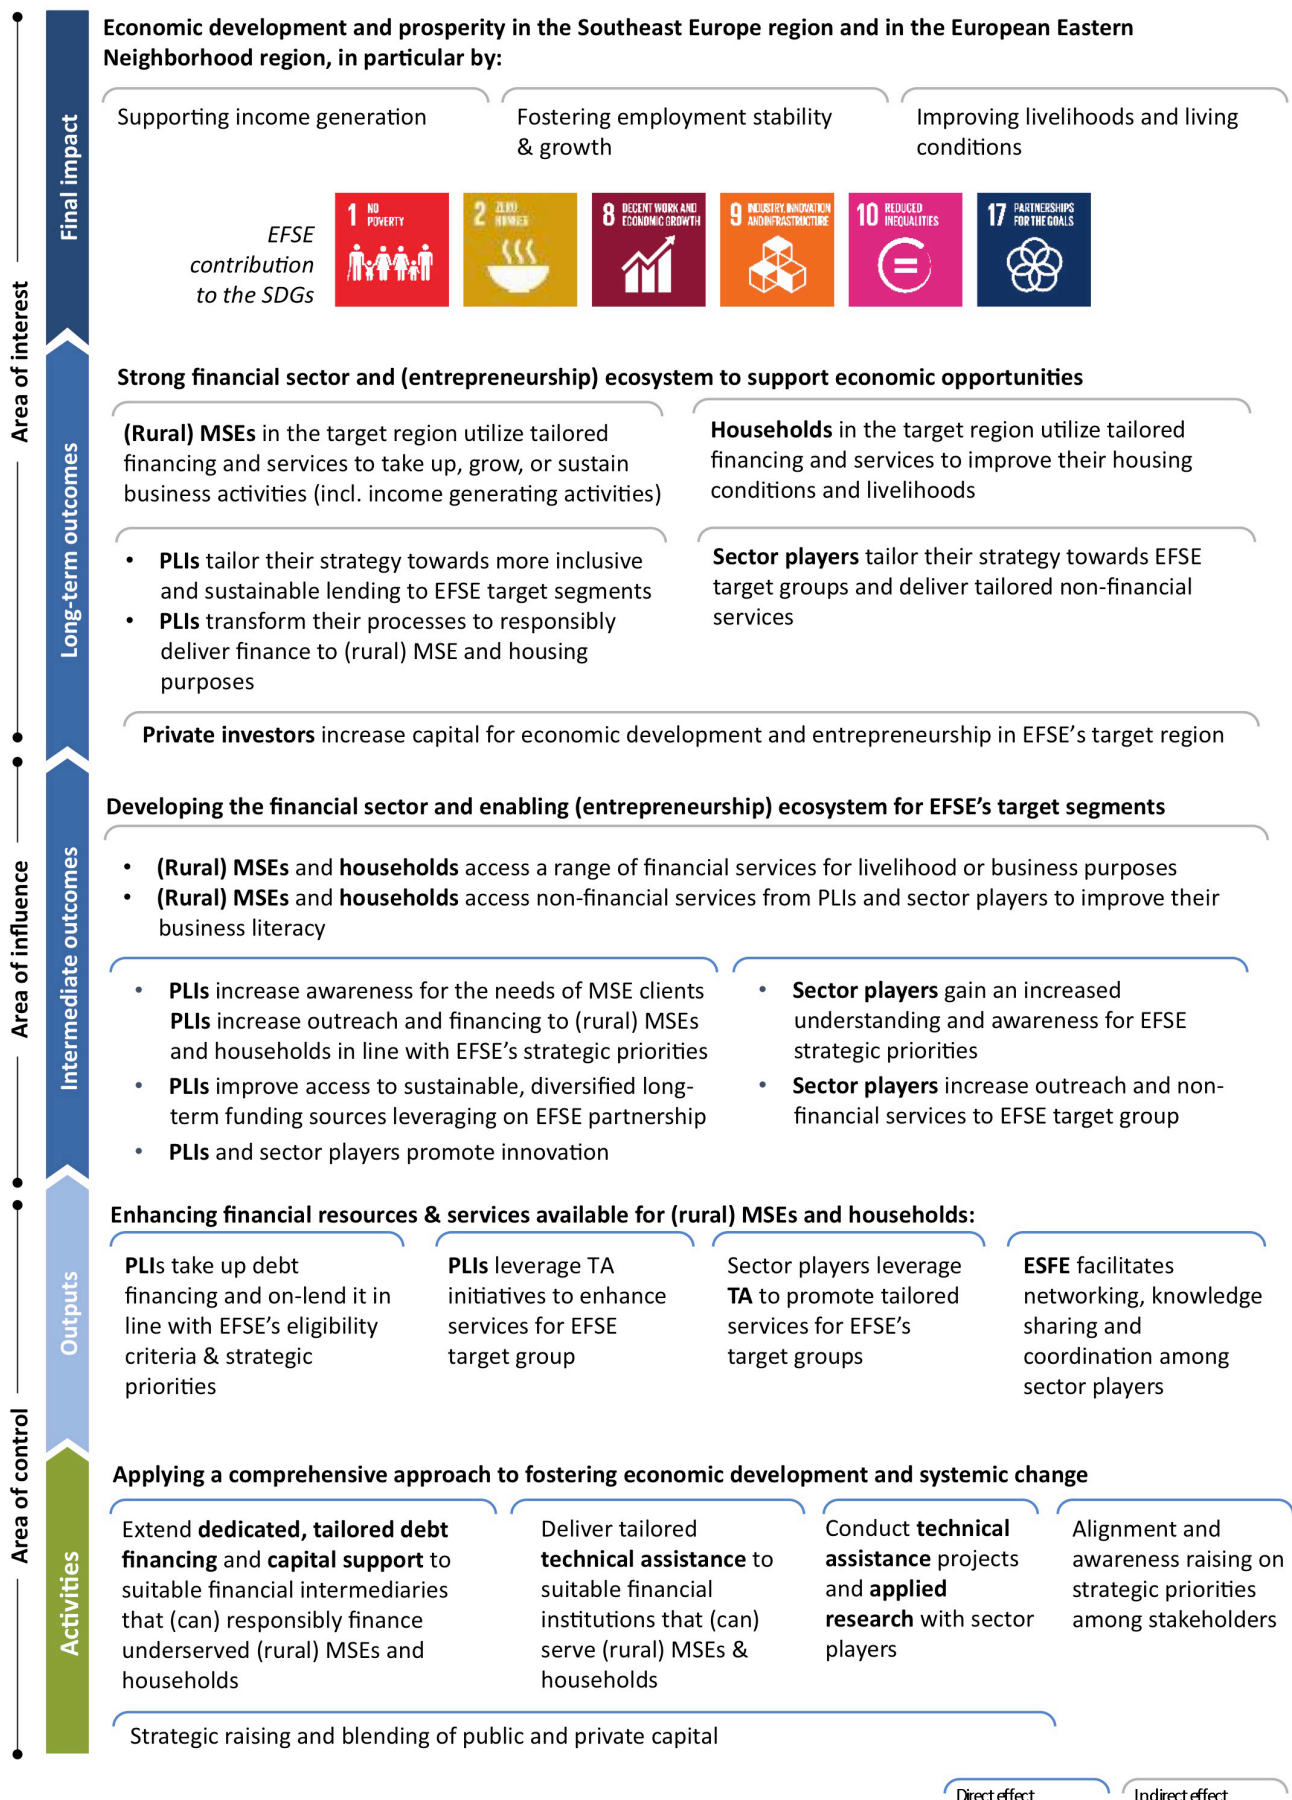 Economic development and prosperity in the Southeast Europe region and in the European Eastern
Neighborhood region, in particular by:
Supporting income generation
Fostering employment stability
& growth
Improving livelihoods and living
conditions
EFSE
contribution
to the SDGs
1 NO
POVERTY
2 ZERO
HUNGER
8 DECENT WORK AND
ECONOMIC GROWTH
9 INDUSTRY, INNOVATION
AND INFRASTRUCTURE
10 REDUCED
INEQUALITIES
17 PARTNERSHIPS
FOR THE GOALS
Final impact
Area of interest
Strong financial sector and (entrepreneurship) ecosystem to support economic opportunities
(Rural) MSEs in the target region utilize tailored
financing and services to take up, grow, or sustain
business activities (incl. income generating activities)
Households in the target region utilize tailored
financing and services to improve their housing
conditions and livelihoods
• PLIs tailor their strategy towards more inclusive
and sustainable lending to EFSE target segments
• PLIs transform their processes to responsibly
deliver finance to (rural) MSE and housing
purposes
Sector players tailor their strategy towards EFSE
target groups and deliver tailored non-financial
services
Private investors increase capital for economic development and entrepreneurship in EFSE's target region
Long-term outcomes
Developing the financial sector and enabling (entrepreneurship) ecosystem for EFSE's target segments
• (Rural) MSEs and households access a range of financial services for livelihood or business purposes
• (Rural) MSEs and households access non-financial services from PLIs and sector players to improve their
business literacy
• PLIs increase awareness for the needs of MSE clients
PLIs increase outreach and financing to (rural) MSEs
and households in line with EFSE's strategic priorities
• PLIs improve access to sustainable, diversified long-
term funding sources leveraging on EFSE partnership
• PLIs and sector players promote innovation
• Sector players gain an increased
understanding and awareness for EFSE
strategic priorities
• Sector players increase outreach and non-
financial services to EFSE target group
Intermediate outcomes
Area of influence
Enhancing financial resources & services available for (rural) MSEs and households:
PLIs take up debt
financing and on-lend it in
line with EFSE's eligibility
criteria & strategic
priorities
PLIs leverage TA
initiatives to enhance
services for EFSE
target group
Sector players leverage
TA to promote tailored
services for EFSE's
target groups
ESFE facilitates
networking, knowledge
sharing and
coordination among
sector players
Outputs
Area of control
Applying a comprehensive approach to fostering economic development and systemic change
Extend dedicated, tailored debt
financing and capital support to
suitable financial intermediaries
that (can) responsibly finance
underserved (rural) MSEs and
households
Deliver tailored
technical assistance to
suitable financial
institutions that (can)
serve (rural) MSEs &
households
Conduct technical
assistance projects
and applied
research with sector
players
Alignment and
awareness raising on
strategic priorities
among stakeholders
Strategic raising and blending of public and private capital
Activities
Direct effect
Indirect effect